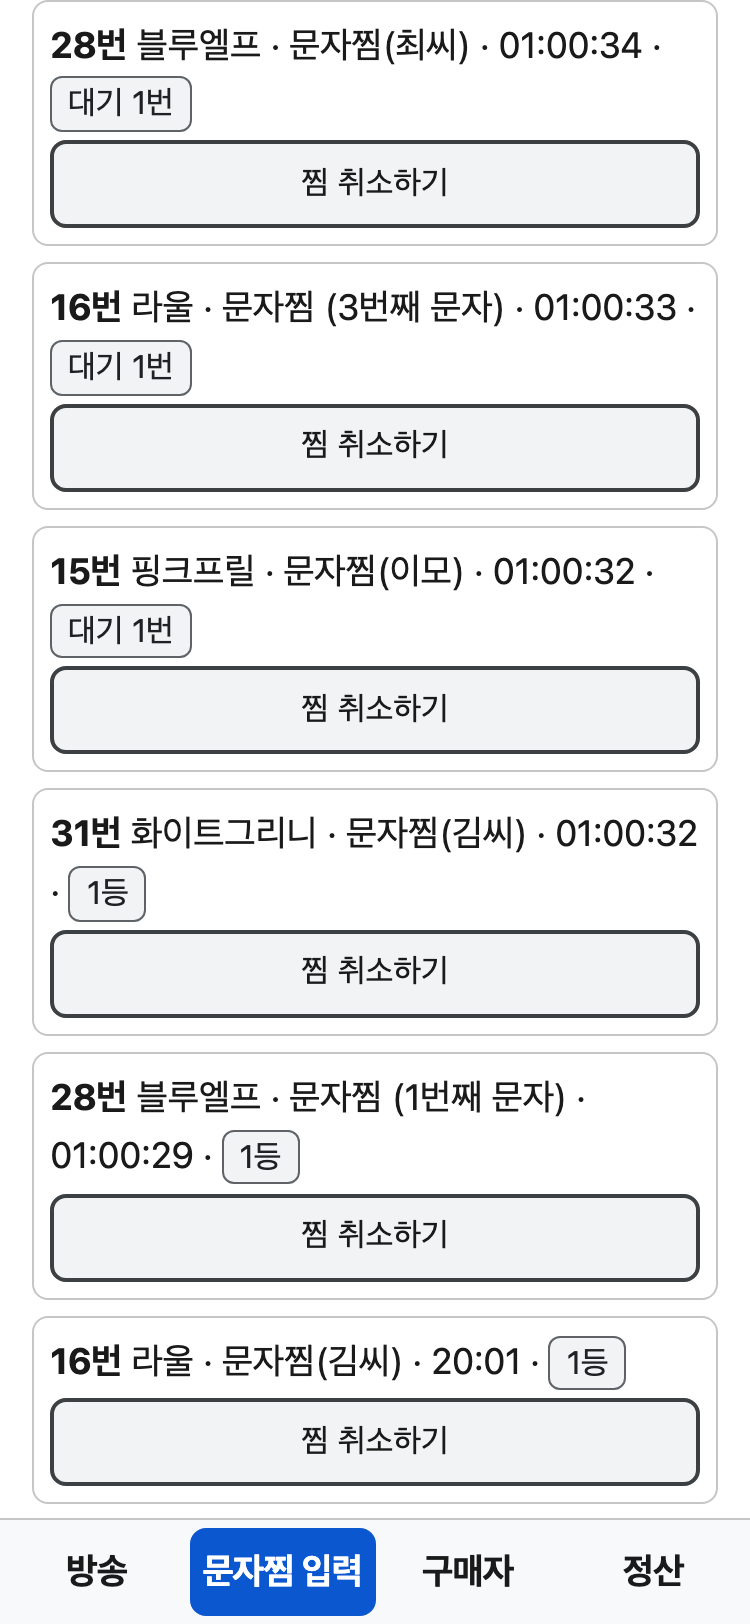 28번 블루엘프 · 문자찜(최씨) · 01:00:34 ·
대기 1번
찜 취소하기
16번 라울 · 문자찜 (3번째 문자) · 01:00:33 ·
대기 1번
찜 취소하기
15번 핑크프릴 · 문자찜(이모) · 01:00:32 ·
대기 1번
찜 취소하기
31번 화이트그리니 · 문자찜(김씨) · 01:00:32
· 1등
찜 취소하기
28번 블루엘프 · 문자찜 (1번째 문자) ·
01:00:29 · 1등
찜 취소하기
16번 라울 · 문자찜(김씨) · 20:01 · 1등
찜 취소하기
방송 문자찜 입력 구매자 정산